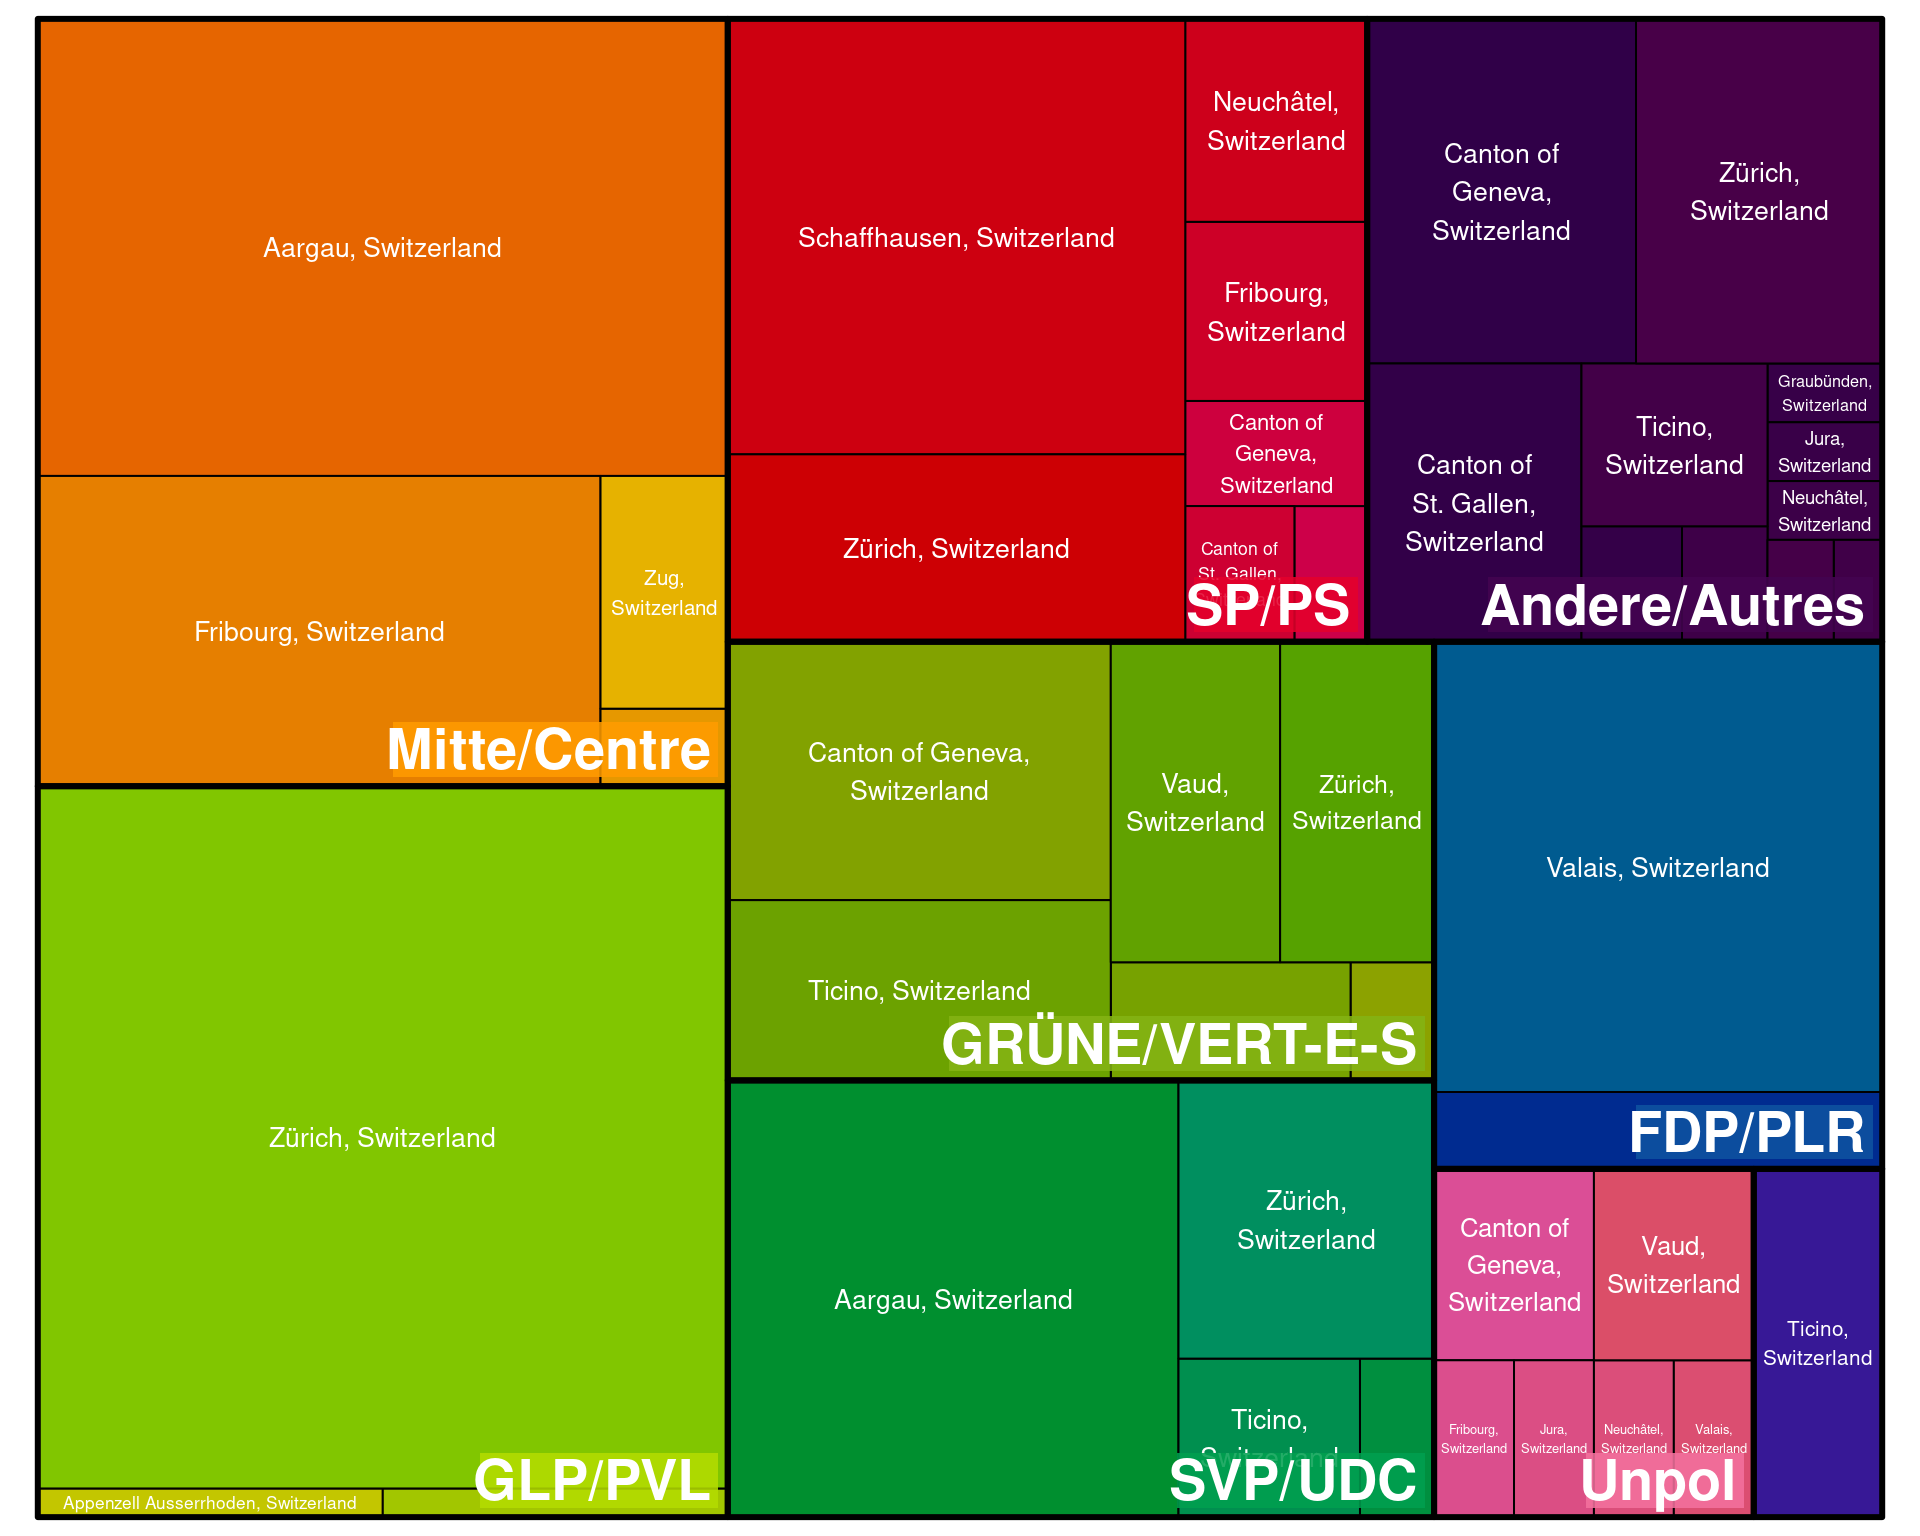 Aargau, Switzerland
Fribourg, Switzerland
Zug,
Switzerland
Mitte/Centre
Zürich, Switzerland
Appenzell Ausserrhoden, Switzerland
GLP/PVL
Schaffhausen, Switzerland
Zürich, Switzerland
Neuchâtel,
Switzerland
Fribourg,
Switzerland
Canton of
Geneva,
Switzerland
Canton of
St. Gallen,
SP/PS
Canton of
Geneva,
Switzerland
Zürich,
Switzerland
Canton of
St. Gallen,
Switzerland
Ticino,
Switzerland
Graubünden,
Switzerland
Jura,
Switzerland
Neuchâtel,
Switzerland
Andere/Autres
Canton of Geneva,
Switzerland
Ticino, Switzerland
Vaud,
Switzerland
Zürich,
Switzerland
GRÜNE/VERT-E-S
Valais, Switzerland
FDP/PLR
Aargau, Switzerland
Zürich,
Switzerland
Ticino,
Switzerland
SVP/UDC
Canton of
Geneva,
Switzerland
Vaud,
Switzerland
Fribourg,
Switzerland
Jura,
Switzerland
Neuchâtel,
Switzerland
Valais,
Switzerland
Unpol
Ticino,
Switzerland